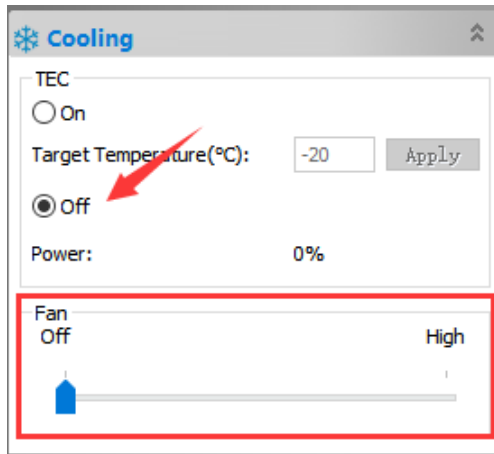 Cooling
TEC
On
Target Temperature(°C): -20 Apply
Off
Power: 0%
Fan
Off High